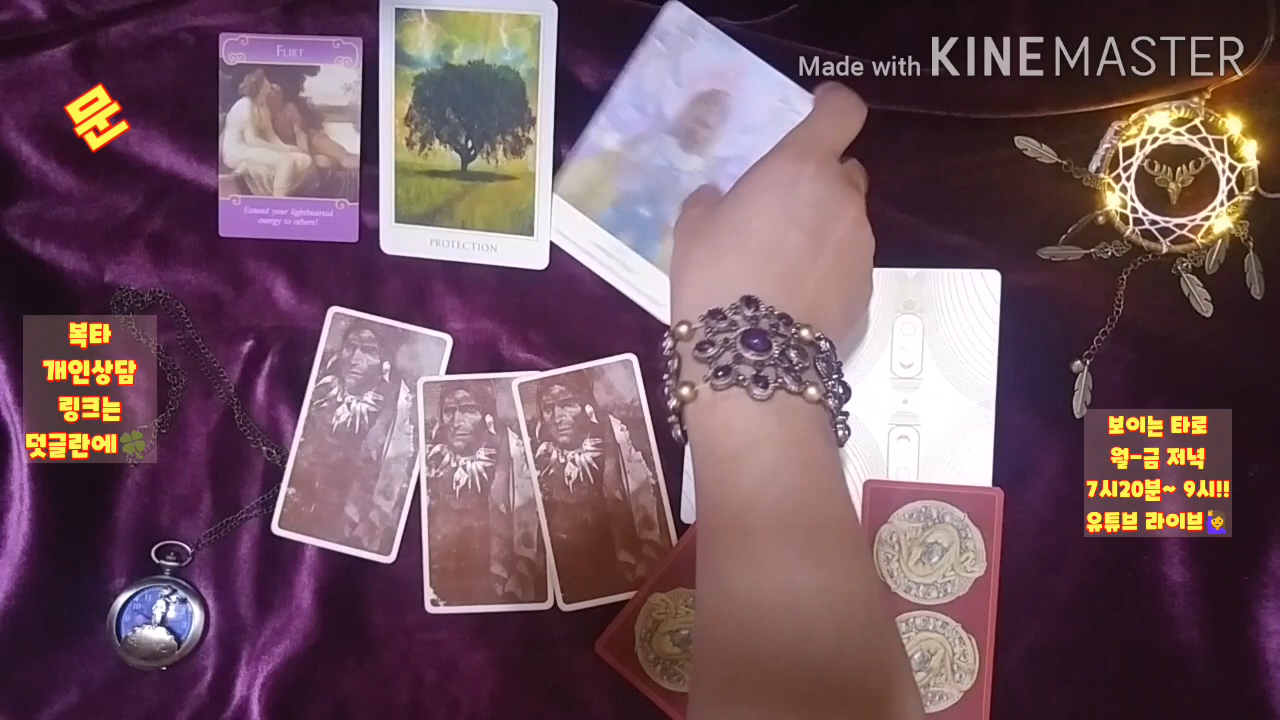 Made with KINEMASTER
문
FLIRT
Extend your lighthearted
energy to others!
PROTECTION
복타
개인상담
링크는
덧글란에🍀
보이는 타로
월-금 저녁
7시20분~ 9시!!
유튜브 라이브🙋‍♀️